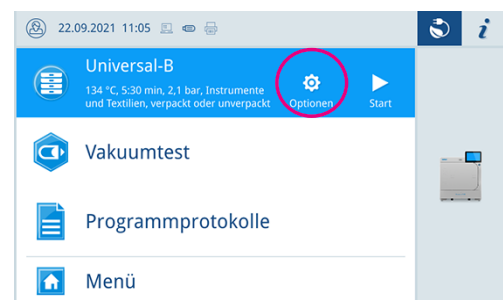 22.09.2021 11:05
i
Universal-B
134 °C, 5:30 min, 2,1 bar, Instrumente
und Textilien, verpackt oder unverpackt
Optionen
Start
Vakuumtest
Programmprotokolle
Menü